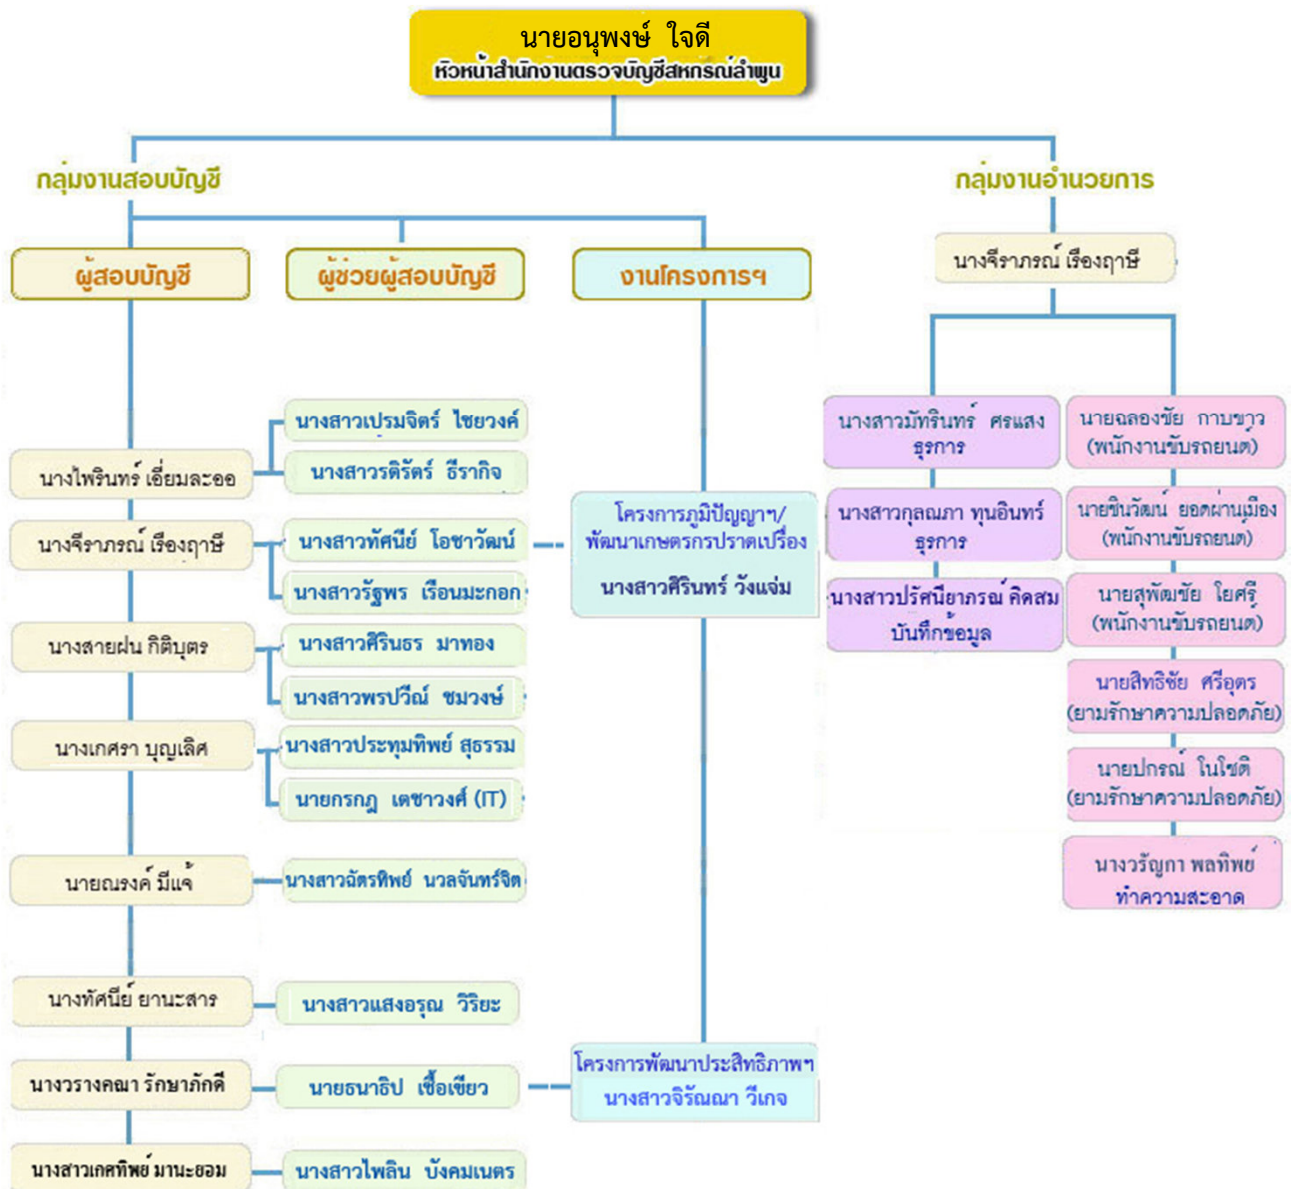 นายอนุพงษ์ ใจดี
หัวหน้าสำนักงานตรวจบัญชีสหกรณ์ลำพูน
กลุ่มงานสอบบัญชี
กลุ่มงานอำนวยการ
ผู้สอบบัญชี
ผู้ช่วยผู้สอบบัญชี
งานโครงการฯ
นางจีราภรณ์ เรืองฤาษี
นางไพรินทร์ เอี่ยมละออ
นางสาวเปรมจิตร์ ไชยวงค์
นางสาวรติรัตร์ ธีรากิจ
นางจีราภรณ์ เรืองฤาษี
นางสาวทัศนีย์ โอชาวัฒน์
นางสาวรัฐพร เรือนมะกอก
นางสายฝน กิติบุตร
นางสาวศิรินธร มาทอง
นางสาวพรปวีณ์ ชมวงษ์
นางเกศรา บุญเลิศ
นางสาวประทุมทิพย์ สุธรรม
นายกรกฎ เตชาวงศ์ (IT)
นายณรงค์ มีแจ้
นางสาวฉัตรทิพย์ นวลจันทร์จิต
นางทัศนีย์ ยานะสาร
นางสาวแสงอรุณ วิริยะ
นางวรางคณา รักษาภักดี
นายธนาธิป เชื้อเขียว
นางสาวเกศทิพย์ มานะยอม
นางสาวไพลิน บังคมเนตร
โครงการภูมิปัญญาฯ/
พัฒนาเกษตรกรปราดเปรื่อง
นางสาวศิรินทร์ วังแจ่ม
โครงการพัฒนาประสิทธิภาพฯ
นางสาวจิรัณณา วีเกจ
นางสาวมัทรินทร์ ศรแสง
ธุรการ
นางสาวกุลณภา ทุนอินทร์
ธุรการ
นางสาวปรัศนียาภรณ์ คิดสม
บันทึกข้อมูล
นายฉลองชัย กาบขาว
(พนักงานขับรถยนต์)
นายชินวัฒน์ ยอดผ่านเมือง
(พนักงานขับรถยนต์)
นายสุพัฒชัย ใยศรี
(พนักงานขับรถยนต์)
นายสิทธิชัย ศรีอุตร
(ยามรักษาความปลอดภัย)
นายปกรณ์ ในโชติ
(ยามรักษาความปลอดภัย)
นางวรัญกา พลทิพย์
ทำความสะอาด